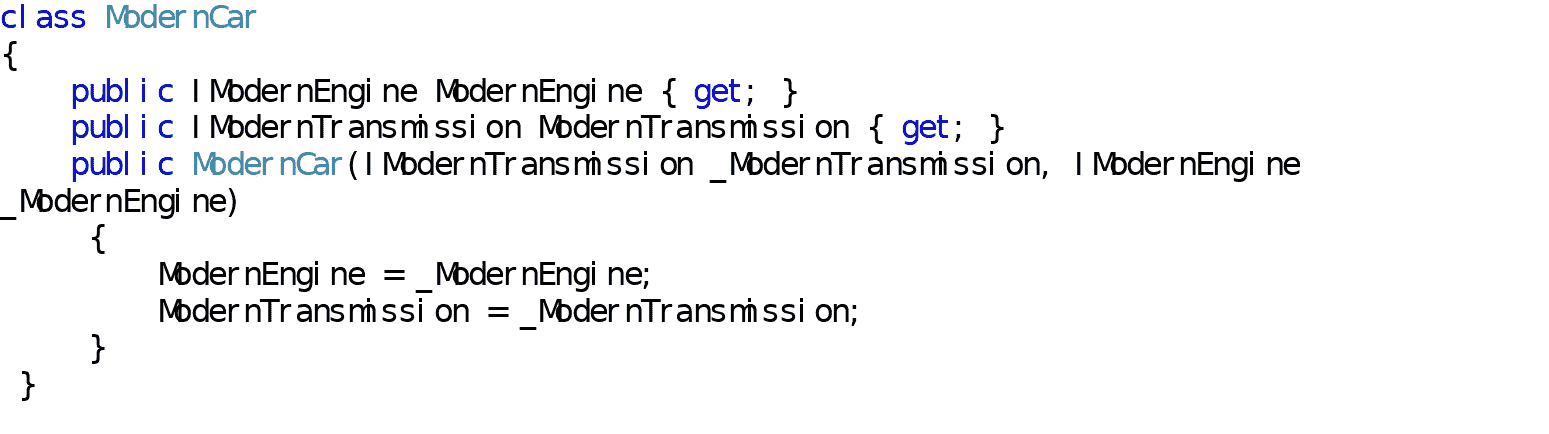 class ModernCar
{
    public IModernEngine ModernEngine { get; }
    public IModernTransmission ModernTransmission { get; }
    public ModernCar(IModernTransmission _ModernTransmission, IModernEngine
_ModernEngine)
     {
         ModernEngine = _ModernEngine;
         ModernTransmission = _ModernTransmission;
     }
 }